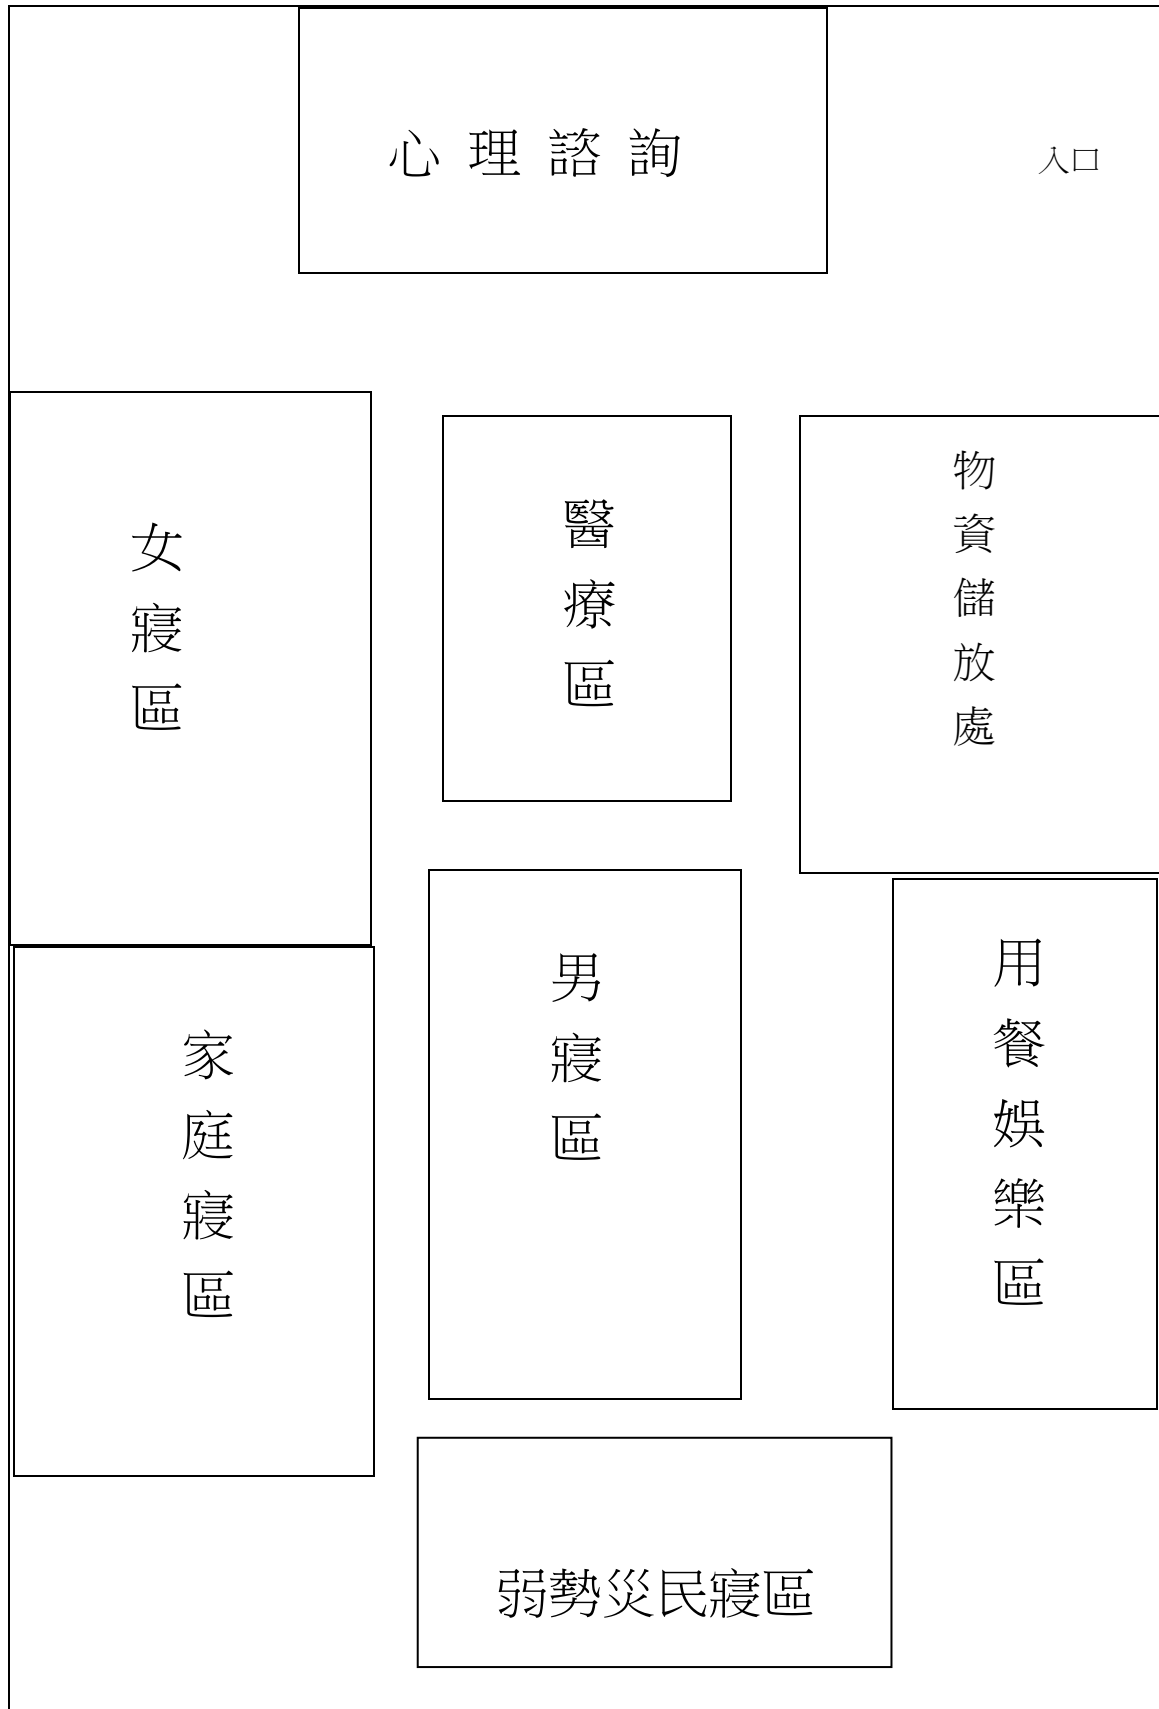 心理諮詢
入口
女寢區
醫療區
物資儲放處
家庭寢區
男寢區
用餐娛樂區
弱勢災民寢區